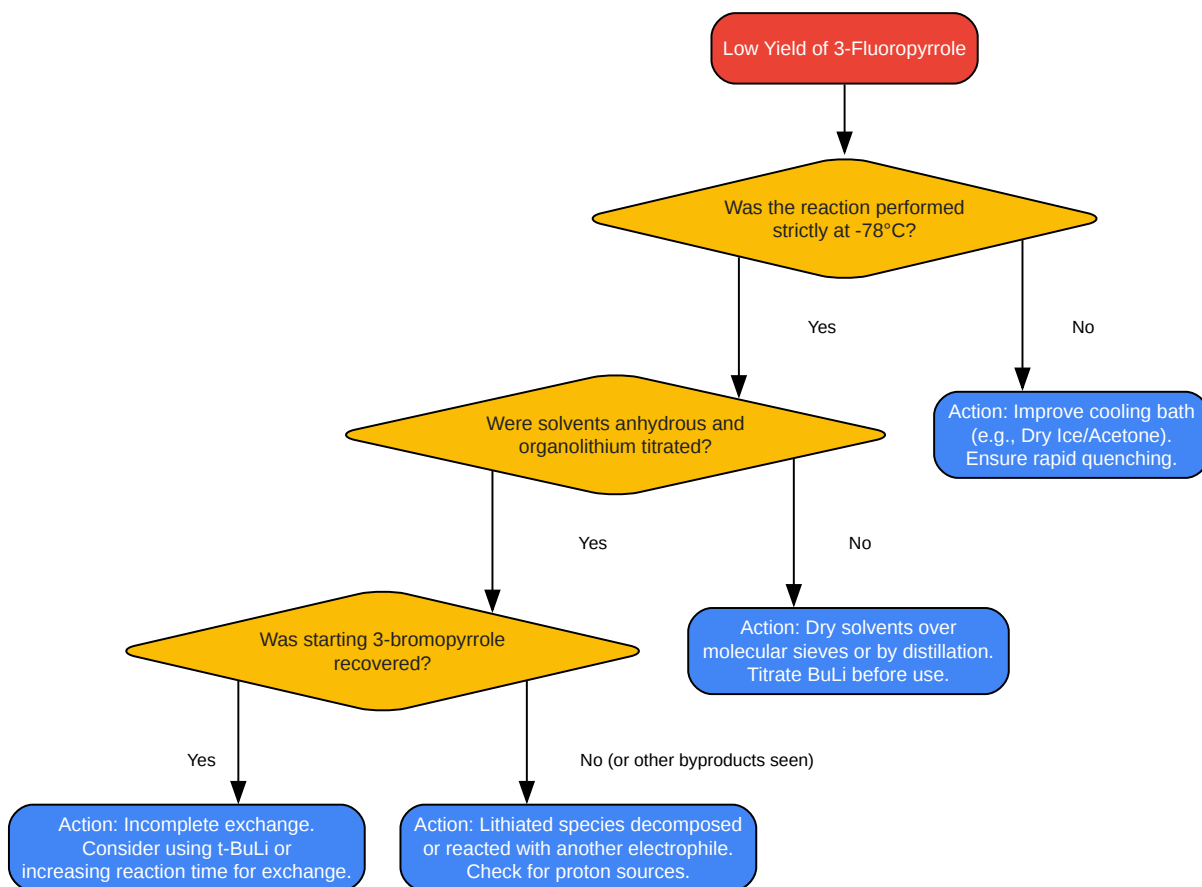 Low Yield of 3-Fluoropyrrole
Was the reaction performed
strictly at -78°C?
Yes
No
Action: Improve cooling bath
(e.g., Dry Ice/Acetone).
Ensure rapid quenching.
Were solvents anhydrous and
organolithium titrated?
Yes
No
Action: Dry solvents over
molecular sieves or by distillation.
Titrate BuLi before use.
Was starting 3-bromopyrrole
recovered?
Yes
No (or other byproducts seen)
Action: Incomplete exchange.
Consider using t-BuLi or
increasing reaction time for exchange.
Action: Lithiated species decomposed
or reacted with another electrophile.
Check for proton sources.